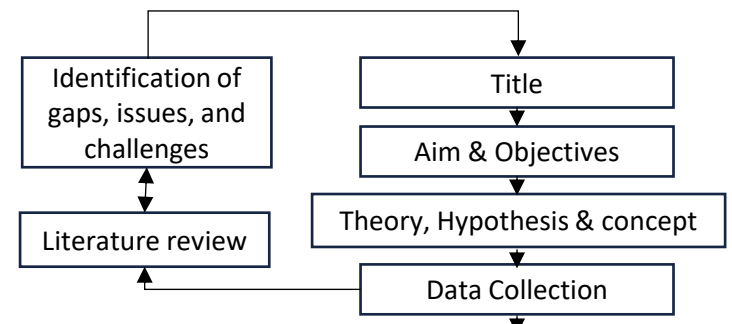 Identification of
gaps, issues, and
challenges
Literature review
Title
Aim & Objectives
Theory, Hypothesis & concept
Data Collection